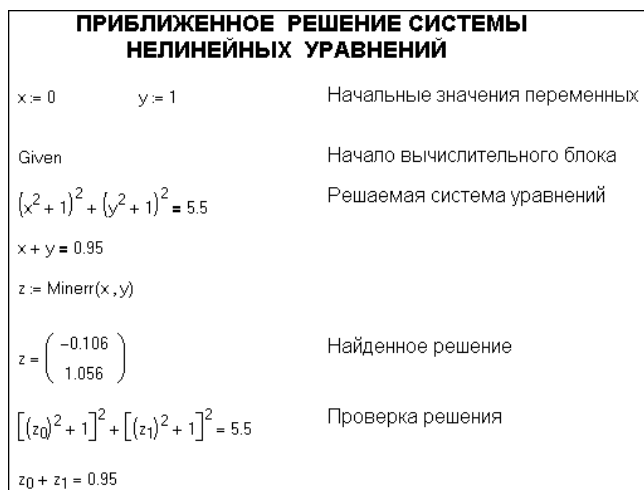 ПРИБЛИЖЕННОЕ РЕШЕНИЕ СИСТЕМЫ
НЕЛИНЕЙНЫХ УРАВНЕНИЙ
x := 0 y := 1 Начальные значения переменных
Given Начало вычислительного блока
(x² + 1)² + (y² + 1)² = 5.5 Решаемая система уравнений
x + y = 0.95
z := Minerr(x, y)
z = ( -0.106 1.056 ) Найденное решение
[(z₀)² + 1]² + [(z₁)² + 1]² = 5.5 Проверка решения
z₀ + z₁ = 0.95